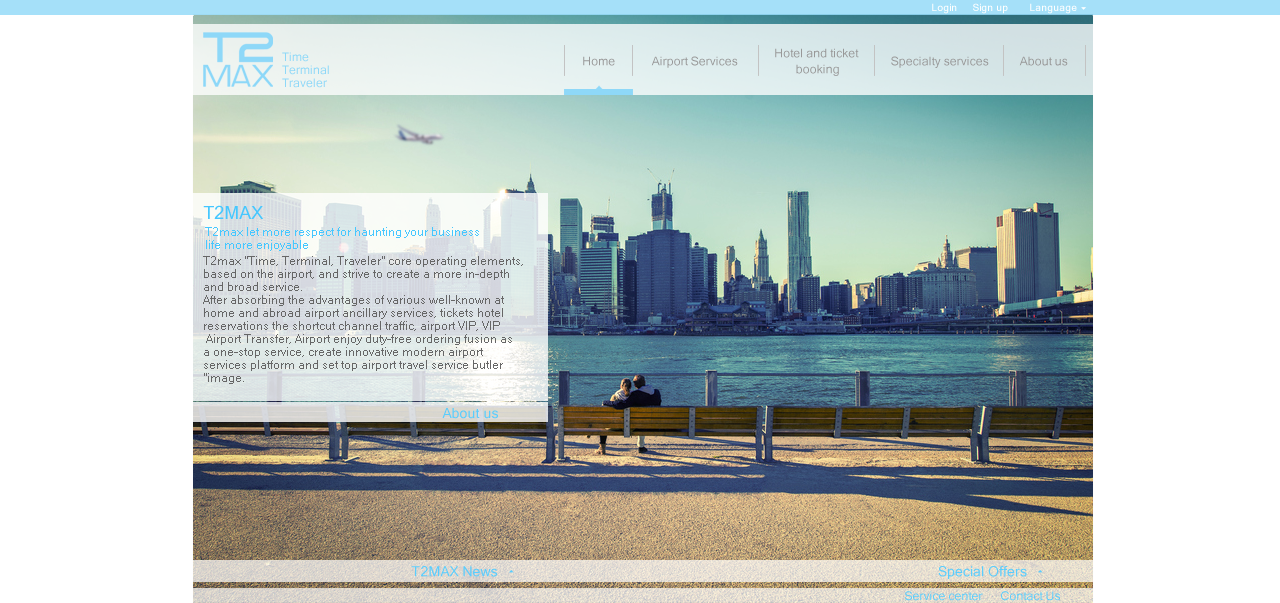 Login Sign up Language
T2
MAX
Time
Terminal
Traveler
Home
Airport Services
Hotel and ticket
booking
Specialty services
About us
T2MAX
T2max let more respect for haunting your business
life more enjoyable
T2max "Time, Terminal, Traveler" core operating elements,
based on the airport, and strive to create a more in-depth
and broad service.
After absorbing the advantages of various well-known at
home and abroad airport ancillary services, tickets hotel
reservations the shortcut channel traffic, airport VIP, VIP
Airport Transfer, Airport enjoy duty-free ordering fusion as
a one-stop service, create innovative modern airport
services platform and set top airport travel service butler
"image.
About us
T2MAX News
Special Offers
Service center Contact Us